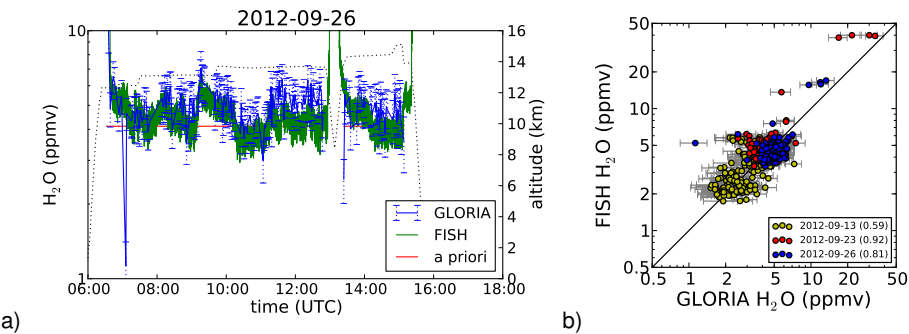 2012-09-26
10
1
H2O (ppmv)
16
14
12
10
8
6
4
2
0
altitude (km)
GLORIA
FISH
a priori
06:00 08:00 10:00 12:00 14:00 16:00 18:00
time (UTC)
a)
50
20
10
5
2
1
0.5
FISH H2O (ppmv)
2012-09-13 (0.59)
2012-09-23 (0.92)
2012-09-26 (0.81)
0.5 1 2 5 10 20 50
GLORIA H2O (ppmv)
b)